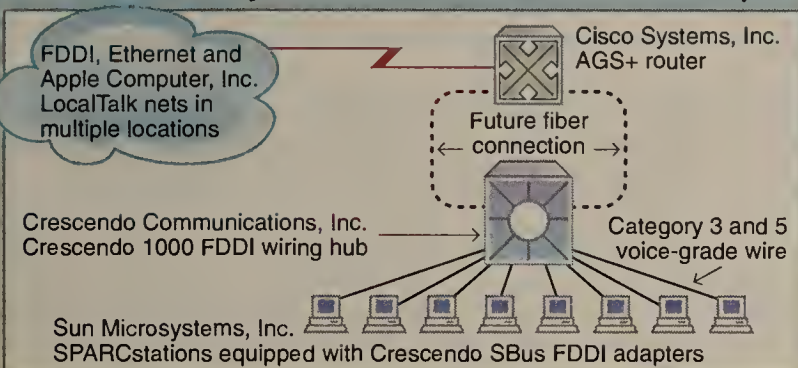 FDDI, Ethernet and
Apple Computer, Inc.
LocalTalk nets in
multiple locations
Cisco Systems, Inc.
AGS+ router
Future fiber
connection
Crescendo Communications, Inc.
Crescendo 1000 FDDI wiring hub
Category 3 and 5
voice-grade wire
Sun Microsystems, Inc.
SPARCstations equipped with Crescendo SBus FDDI adapters